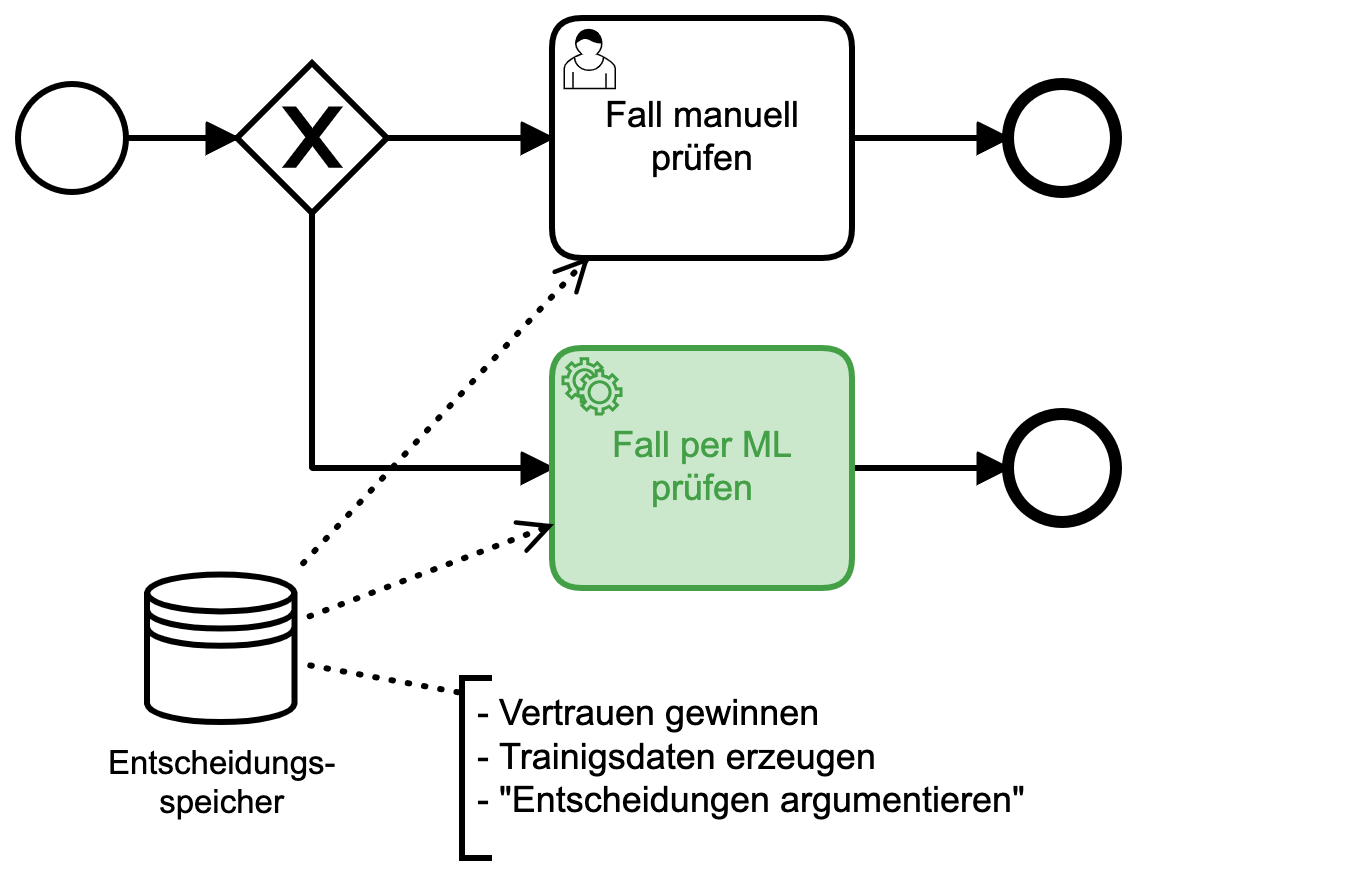 X
Fall manuell
prüfen
Fall per ML
prüfen
Entscheidungs-
speicher
- Vertrauen gewinnen
- Trainigsdaten erzeugen
- "Entscheidungen argumentieren"